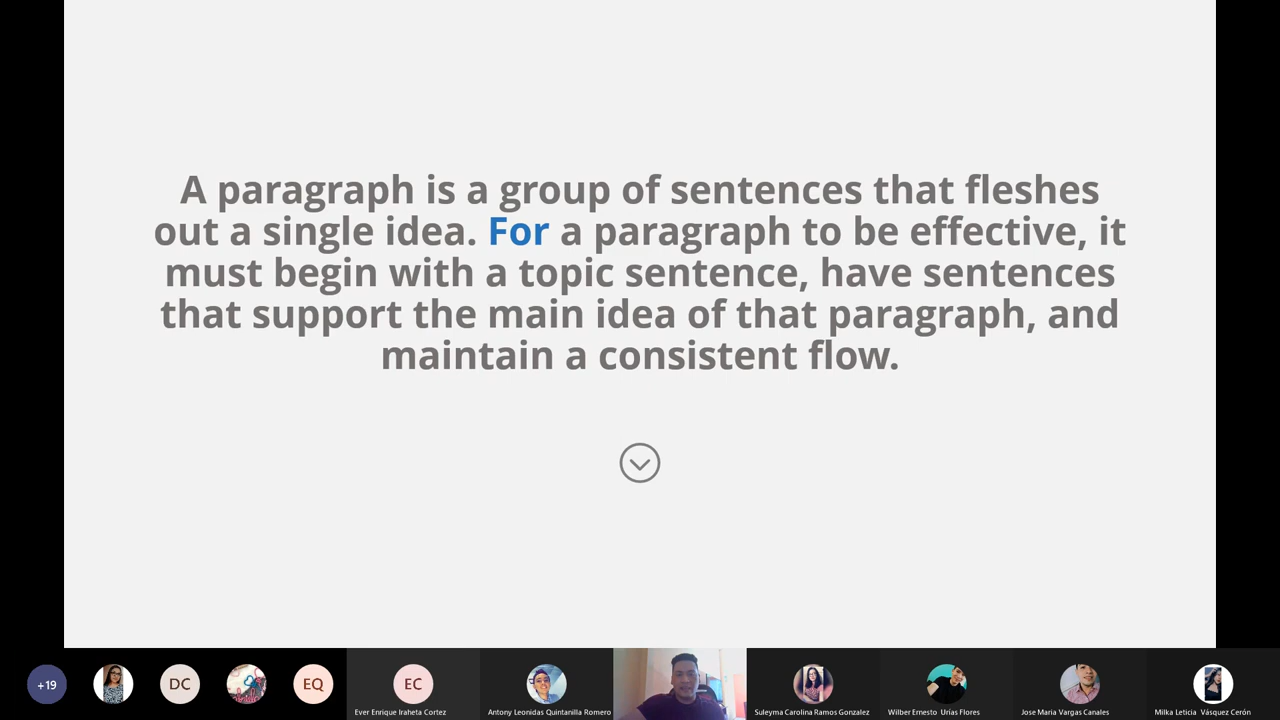 A paragraph is a group of sentences that fleshes
out a single idea. For a paragraph to be effective, it
must begin with a topic sentence, have sentences
that support the main idea of that paragraph, and
maintain a consistent flow.
+19
DC
EQ
EC
Ever Enrique Iraheta Cortez
Antony Leonidas Quintanilla Romero
Suleyma Carolina Ramos Gonzalez
Wilber Ernesto Urías Flores
Jose Maria Vargas Canales
Milka Leticia Vásquez Cerón